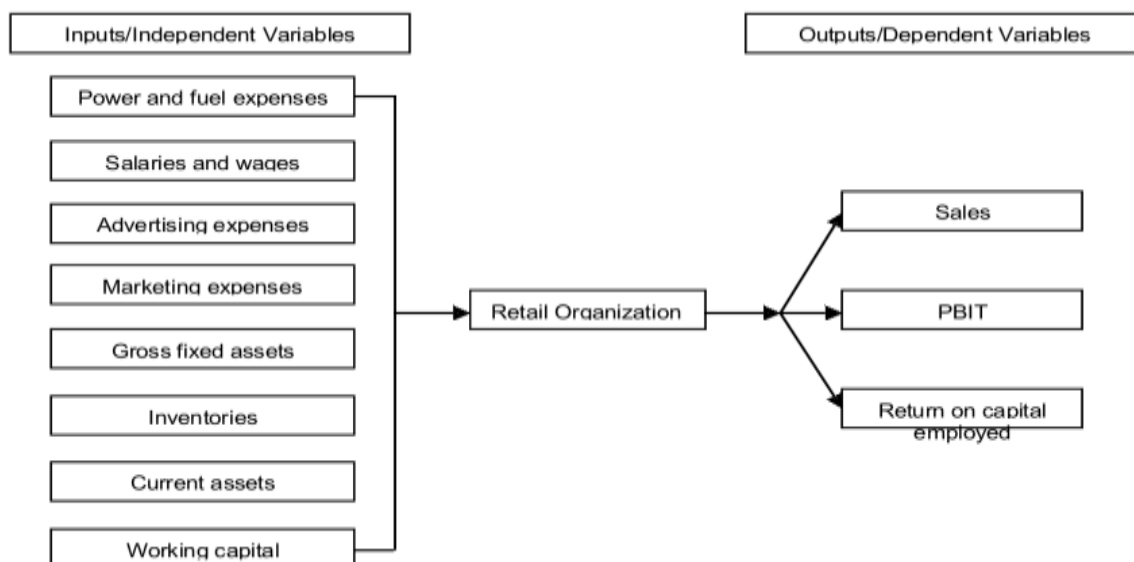 Inputs/Independent Variables
Outputs/Dependent Variables
Power and fuel expenses
Salaries and wages
Advertising expenses
Marketing expenses
Gross fixed assets
Inventories
Current assets
Working capital
Retail Organization
Sales
PBIT
Return on capital
employed